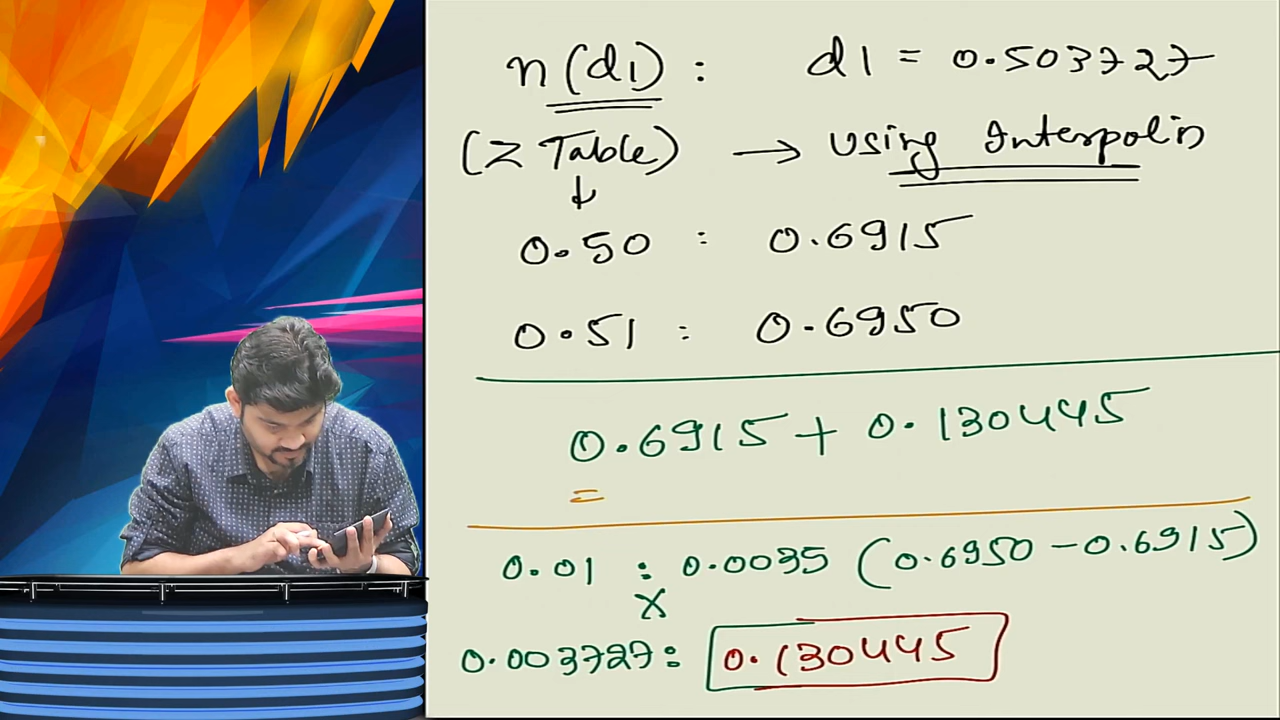 n(d1) : d1 = 0.503727
(Z Table) → using Interpolin
↓
0.50 : 0.6915
0.51 : 0.6950
0.6915 + 0.130445
=
0.01 : 0.0035 (0.6950 - 0.6915)
X
0.003727 : 0.130445